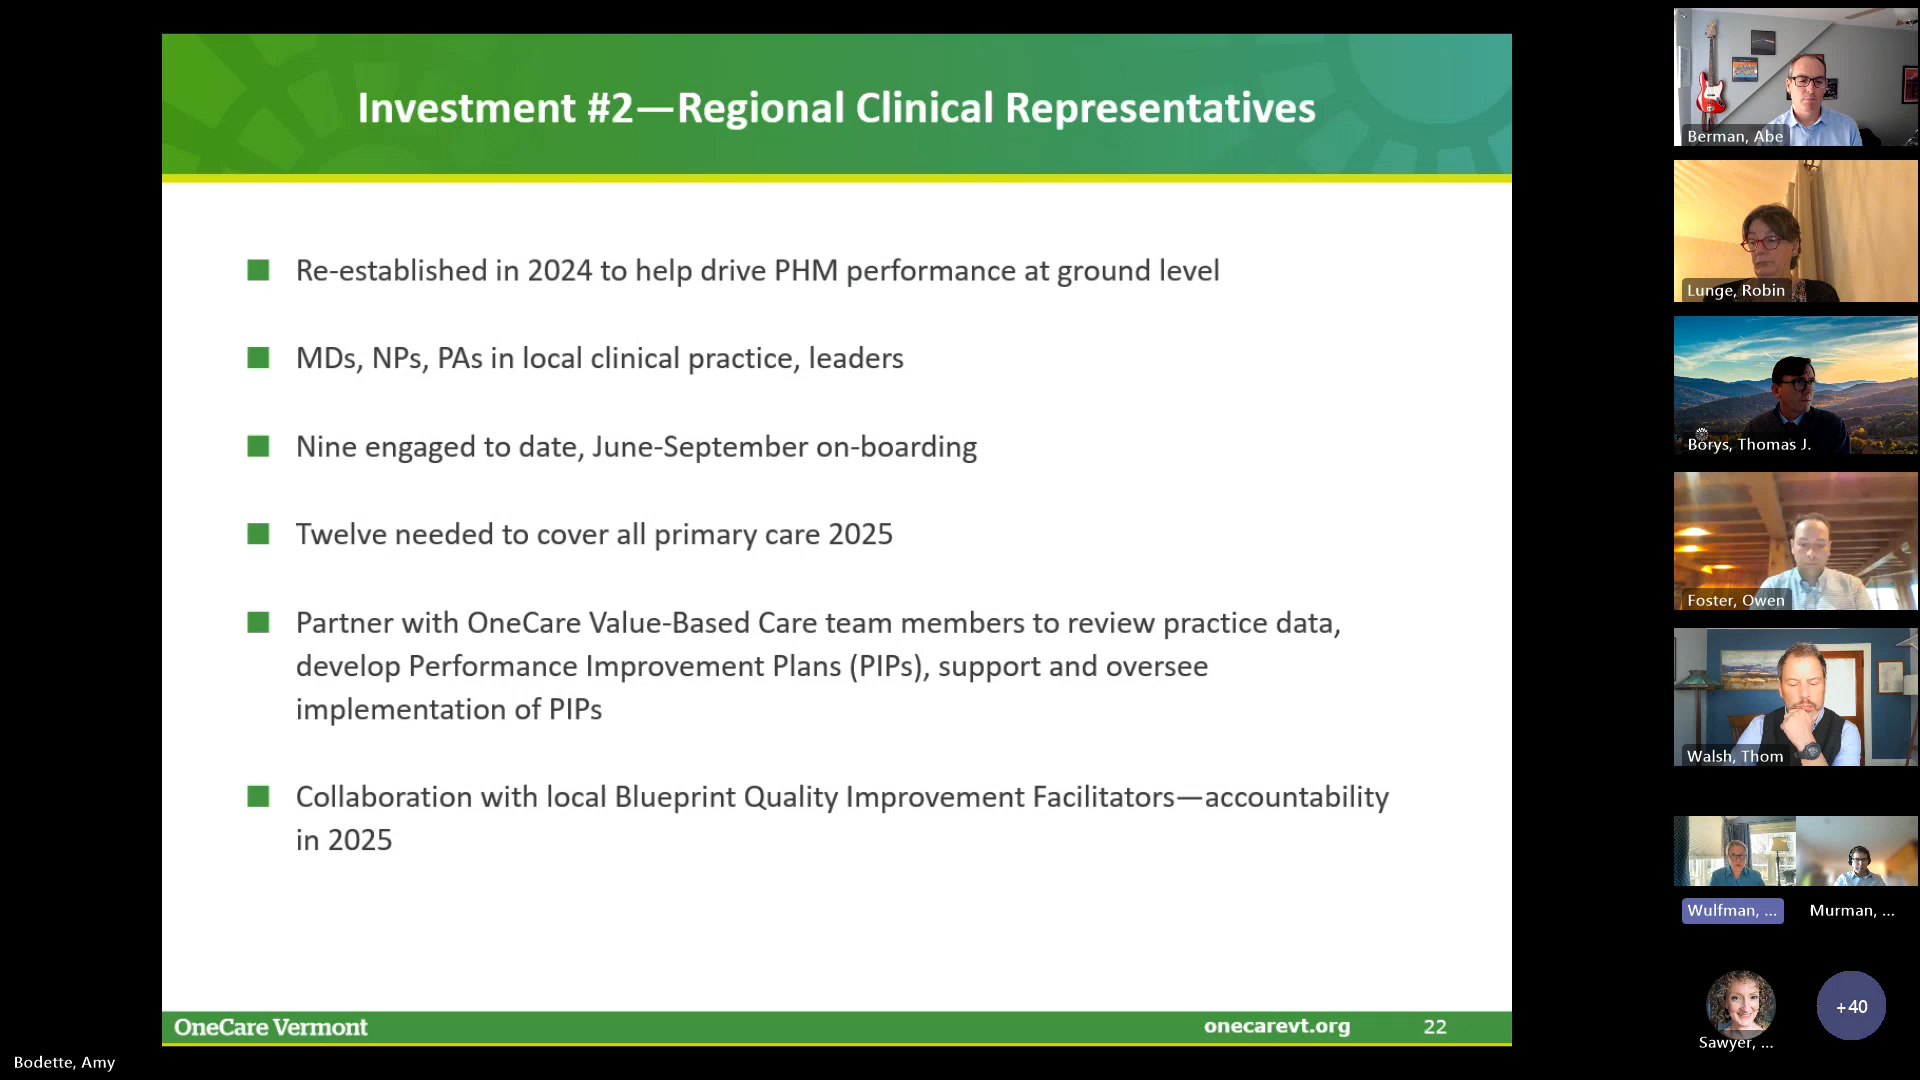 Investment #2—Regional Clinical Representatives
Re-established in 2024 to help drive PHM performance at ground level
MDs, NPs, PAs in local clinical practice, leaders
Nine engaged to date, June-September on-boarding
Twelve needed to cover all primary care 2025
Partner with OneCare Value-Based Care team members to review practice data,
develop Performance Improvement Plans (PIPs), support and oversee
implementation of PIPs
Collaboration with local Blueprint Quality Improvement Facilitators—accountability
in 2025
OneCare Vermont
onecarevt.org
22
Bodette, Amy
Berman, Abe
Lunge, Robin
Borys, Thomas J.
Foster, Owen
Walsh, Thom
Wulfman, ...
Murman, ...
Sawyer, ...
+40